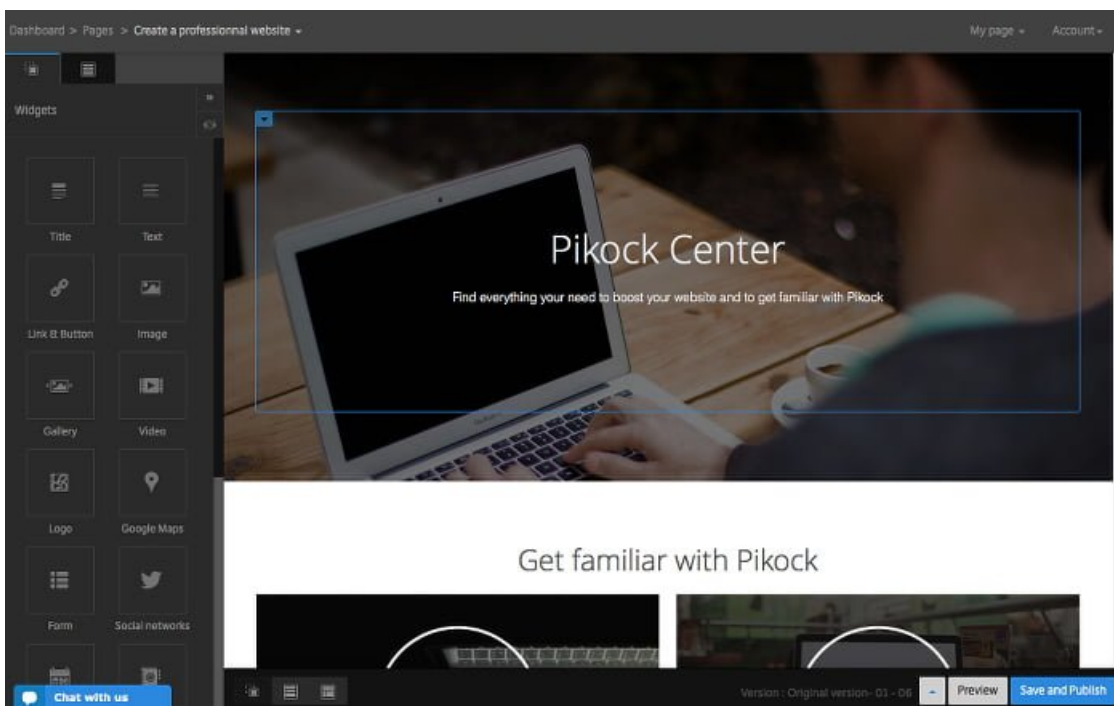 Dashboard > Pages > Create a professionnal website
My page
Account
Widgets
Title
Text
Link & Button
Image
Gallery
Video
Logo
Google Maps
Form
Social networks
Pikock Center
Find everything your need to boost your website and to get familiar with Pikock
Get familiar with Pikock
Chat with us
Version : Original version- 01 - 06
Preview
Save and Publish